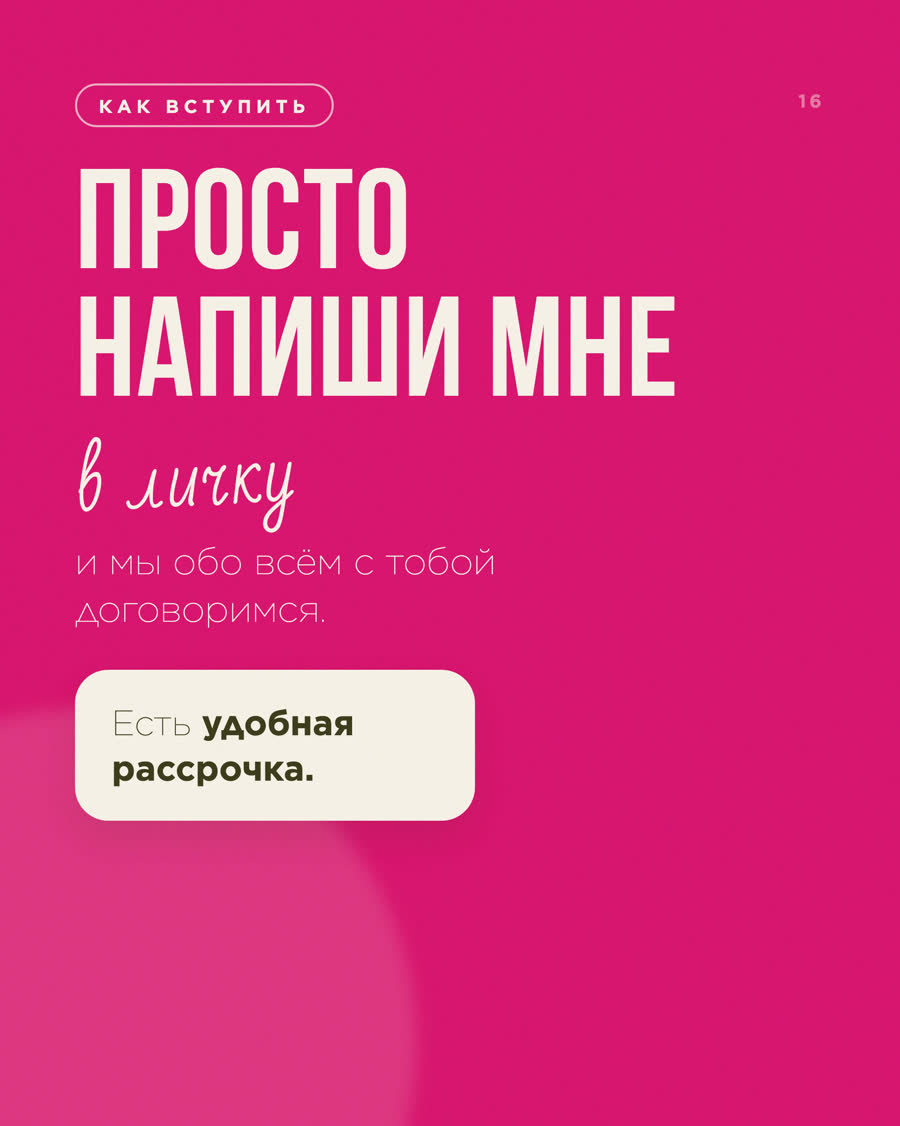 КАК ВСТУПИТЬ
16
ПРОСТО
НАПИШИ МНЕ
в личку
и мы обо всём с тобой
договоримся.
Есть удобная
рассрочка.